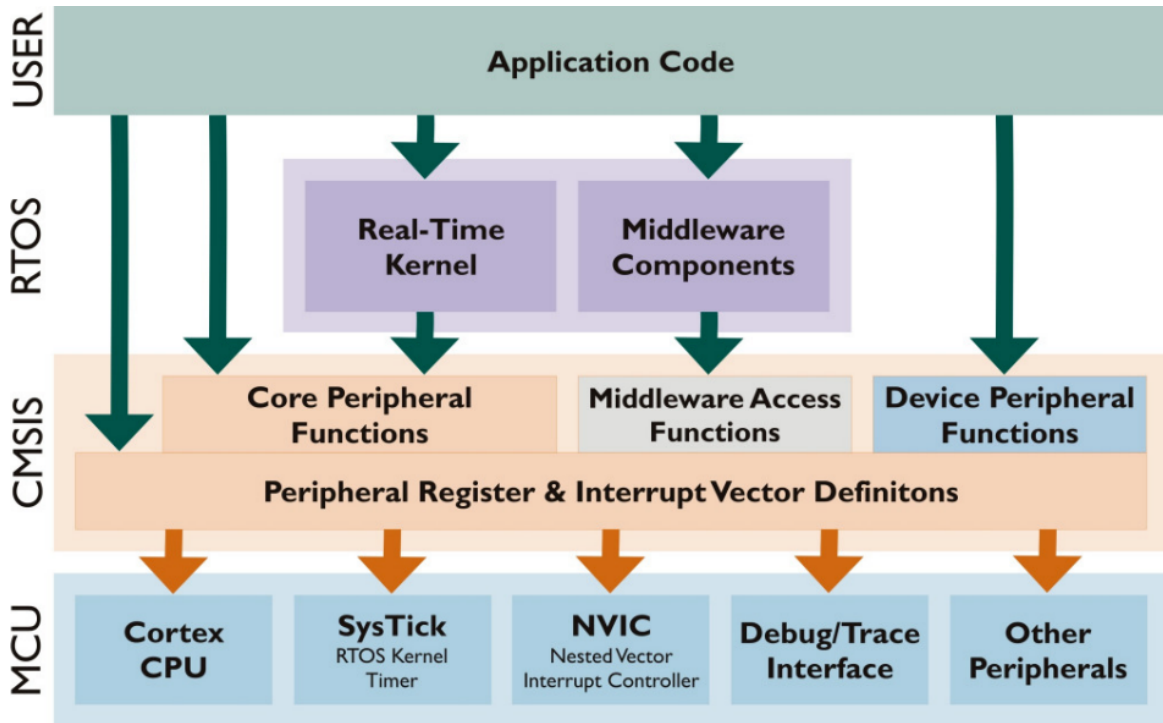 USER
Application Code
RTOS
Real-Time
Kernel
Middleware
Components
CMSIS
Core Peripheral
Functions
Middleware Access
Functions
Device Peripheral
Functions
Peripheral Register & Interrupt Vector Definitons
MCU
Cortex
CPU
SysTick
RTOS Kernel
Timer
NVIC
Nested Vector
Interrupt Controller
Debug/Trace
Interface
Other
Peripherals